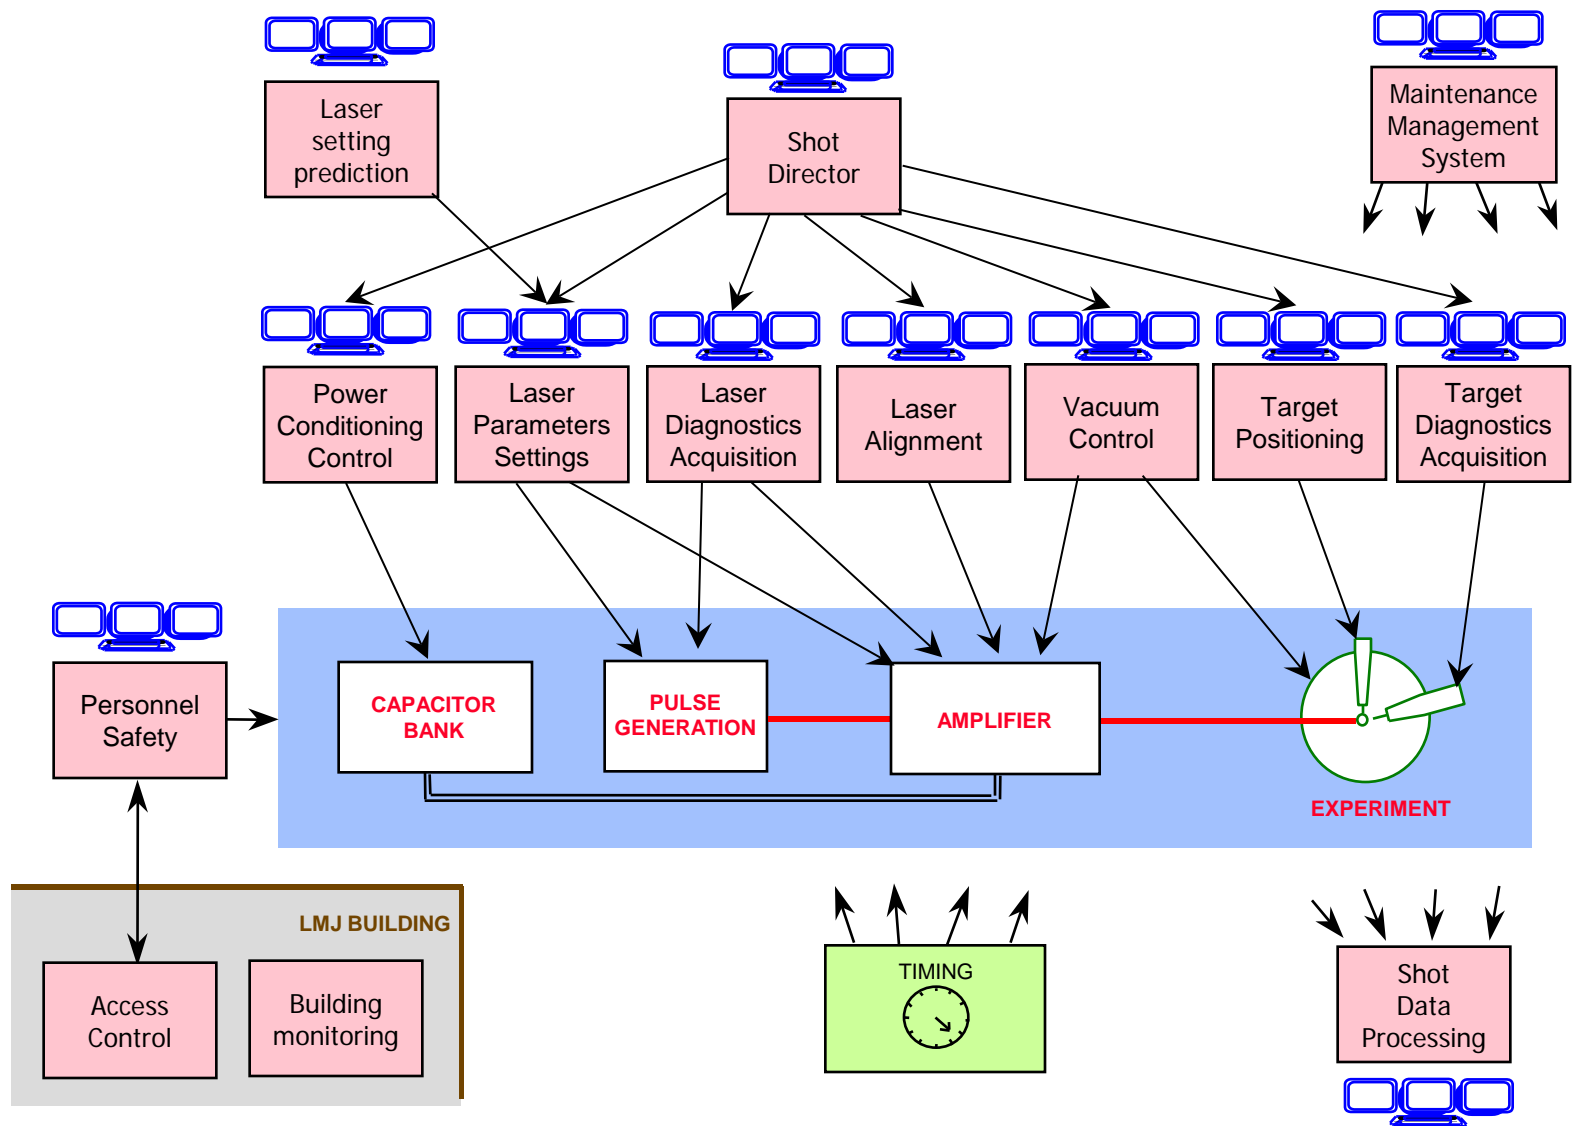 Laser
setting
prediction
Shot
Director
Maintenance
Management
System
Power
Conditioning
Control
Laser
Parameters
Settings
Laser
Diagnostics
Acquisition
Laser
Alignment
Vacuum
Control
Target
Positioning
Target
Diagnostics
Acquisition
Personnel
Safety
CAPACITOR
BANK
PULSE
GENERATION
AMPLIFIER
EXPERIMENT
LMJ BUILDING
Access
Control
Building
monitoring
TIMING
Shot
Data
Processing